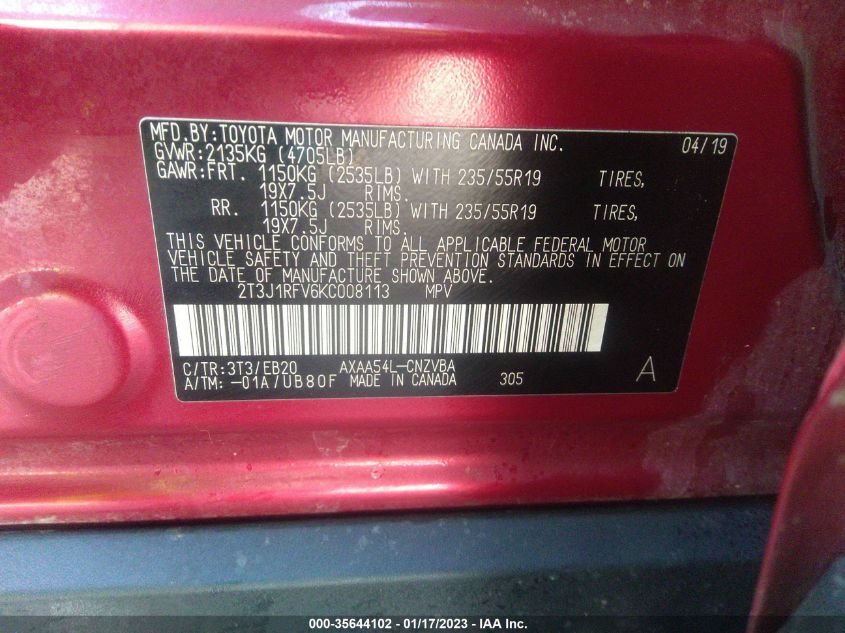 MFD.BY:TOYOTA MOTOR MANUFACTURING CANADA INC. 04/19
GVWR:2135KG (4705LB)
GAWR:FRT. 1150KG (2535LB) WITH 235/55R19 TIRES,
19X7.5J RIMS.
RR. 1150KG (2535LB) WITH 235/55R19 TIRES,
19X7.5J RIMS.
THIS VEHICLE CONFORMS TO ALL APPLICABLE FEDERAL MOTOR
VEHICLE SAFETY AND THEFT PREVENTION STANDARDS IN EFFECT ON
THE DATE OF MANUFACTURE SHOWN ABOVE.
2T3J1RFV6KC008113 MPV
C/TR:3T3/EB20 AXAA54L-CNZVBA
A/TM:-01A/UB80F MADE IN CANADA 305 A
000-35644102 - 01/17/2023 - IAA Inc.